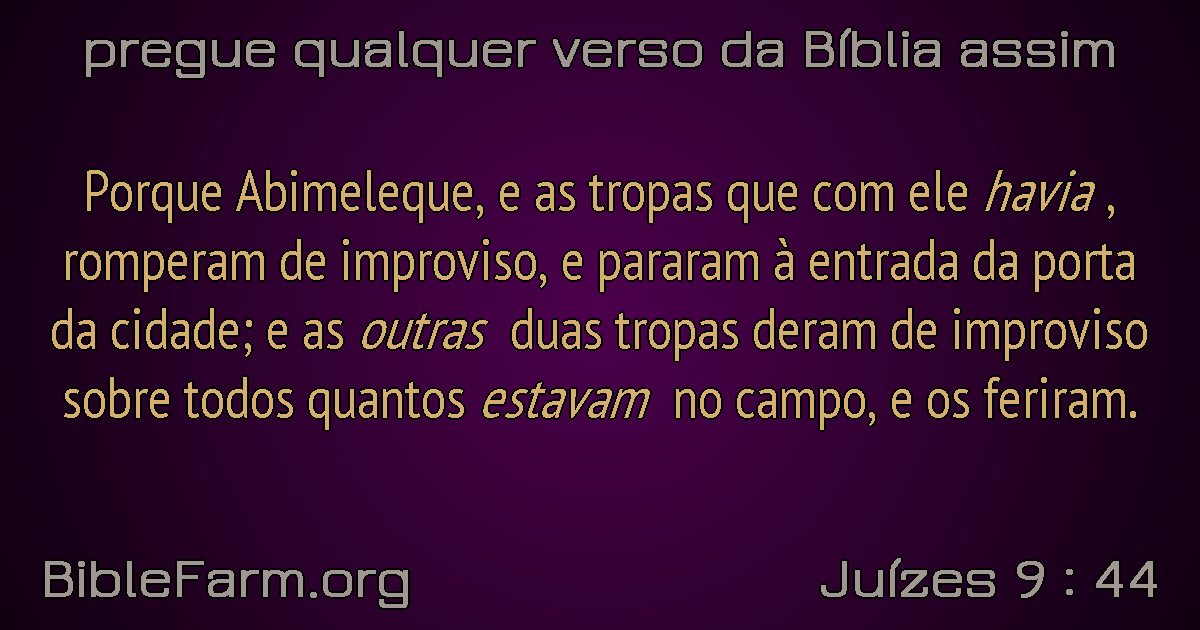 pregue qualquer verso da Bíblia assim
Porque Abimeleque, e as tropas que com ele havia ,
romperam de improviso, e pararam à entrada da porta
da cidade; e as outras duas tropas deram de improviso
sobre todos quantos estavam no campo, e os feriram.
BibleFarm.org
Juízes 9 : 44